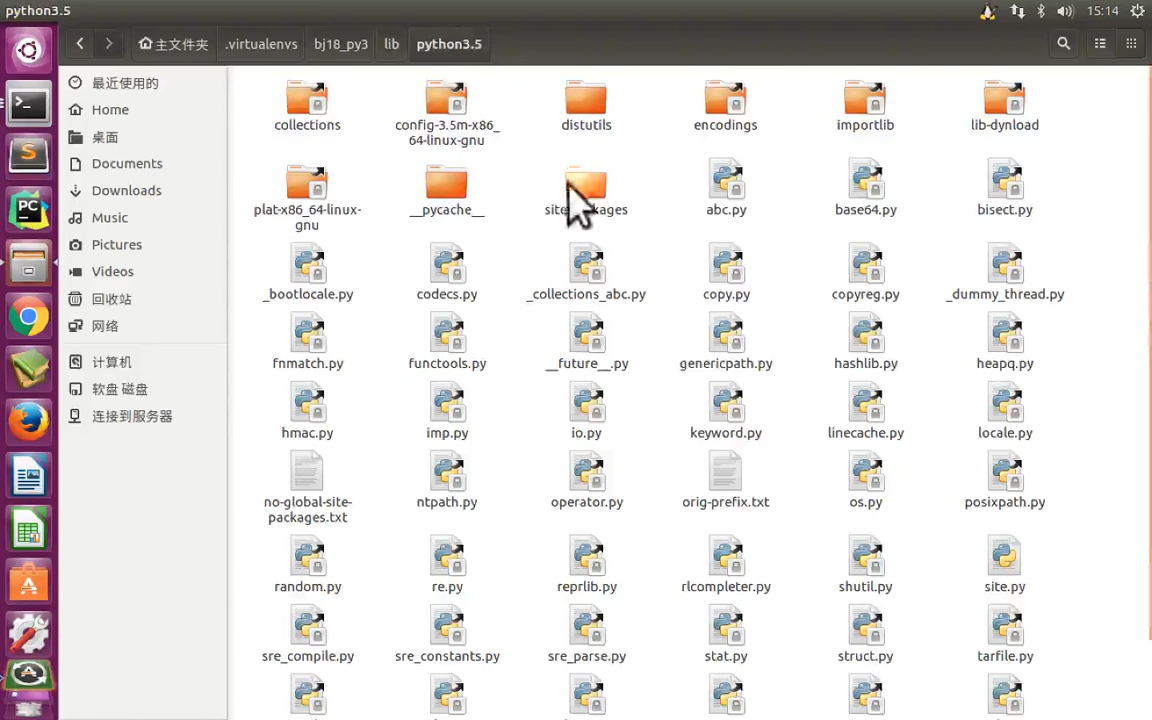 python3.5
15:14
主文件夹
.virtualenvs
bj18_py3
lib
python3.5
最近使用的
Home
桌面
Documents
Downloads
Music
Pictures
Videos
回收站
网络
计算机
软盘 磁盘
连接到服务器
collections
config-3.5m-x86_
64-linux-gnu
distutils
encodings
importlib
lib-dynload
plat-x86_64-linux-
gnu
__pycache__
abc.py
base64.py
bisect.py
_bootlocale.py
codecs.py
_collections_abc.py
copy.py
copyreg.py
_dummy_thread.py
fnmatch.py
functools.py
__future__.py
genericpath.py
hashlib.py
heapq.py
hmac.py
imp.py
io.py
keyword.py
linecache.py
locale.py
no-global-site-
packages.txt
ntpath.py
operator.py
orig-prefix.txt
os.py
posixpath.py
random.py
re.py
reprlib.py
rlcompleter.py
shutil.py
site.py
sre_compile.py
sre_constants.py
sre_parse.py
stat.py
struct.py
tarfile.py